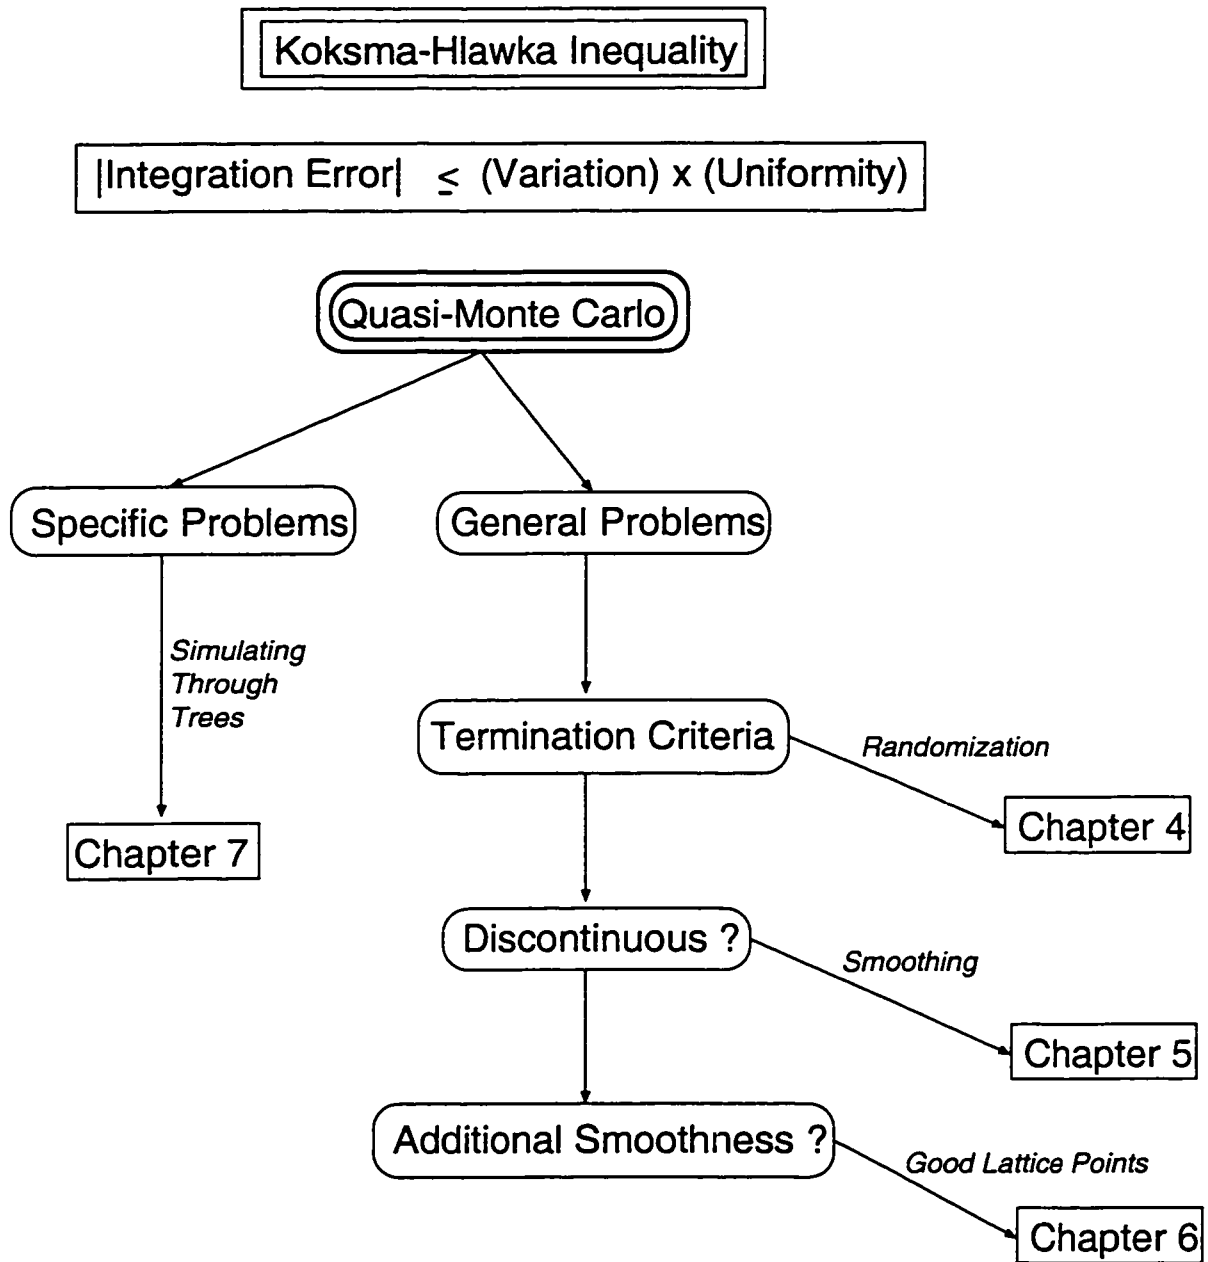 Koksma-Hlawka Inequality
|Integration Error| ≤ (Variation) x (Uniformity)
Quasi-Monte Carlo
Specific Problems
General Problems
Simulating
Through
Trees
Termination Criteria
Randomization
Chapter 4
Chapter 7
Discontinuous ?
Smoothing
Chapter 5
Additional Smoothness ?
Good Lattice Points
Chapter 6